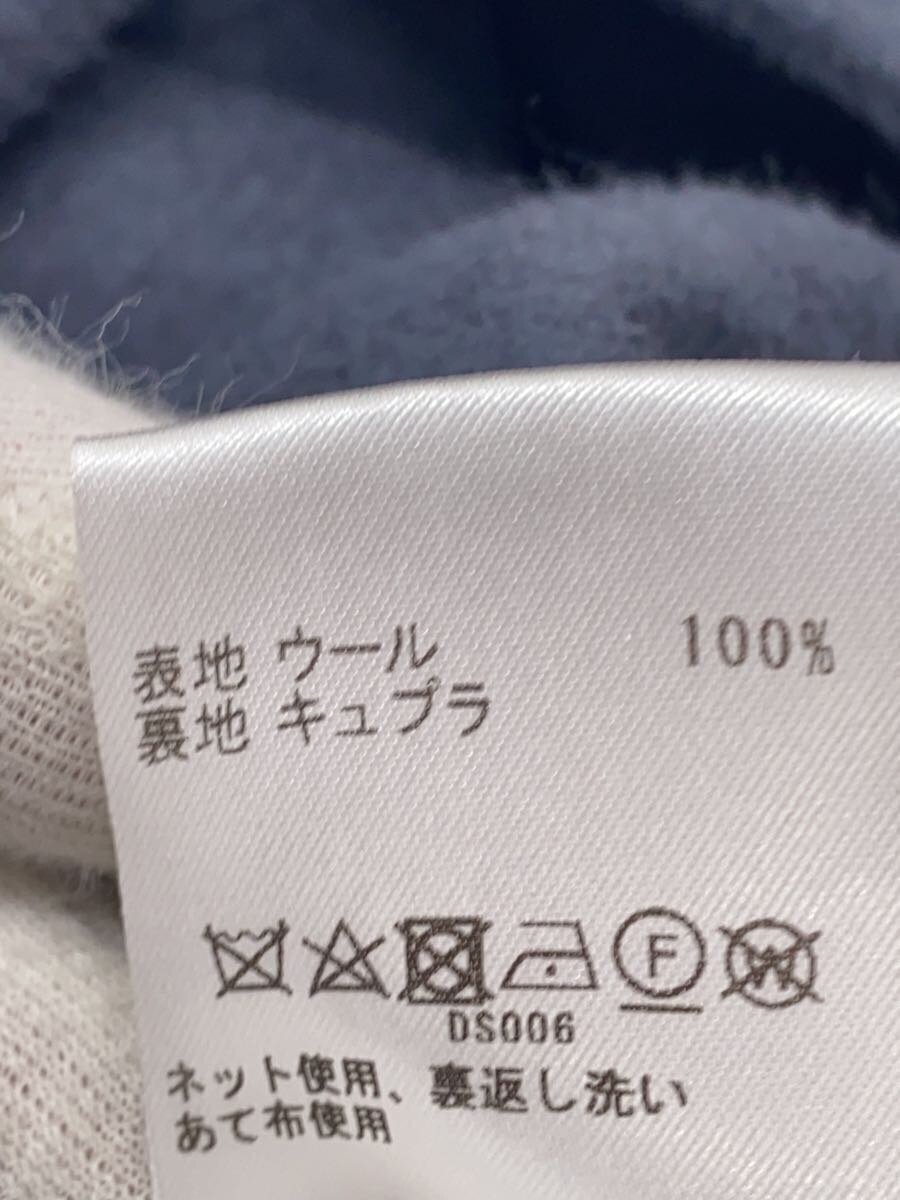 表地 ウール 100%
裏地 キュプラ
F W
DS006
ネット使用、裏返し洗い
あて布使用